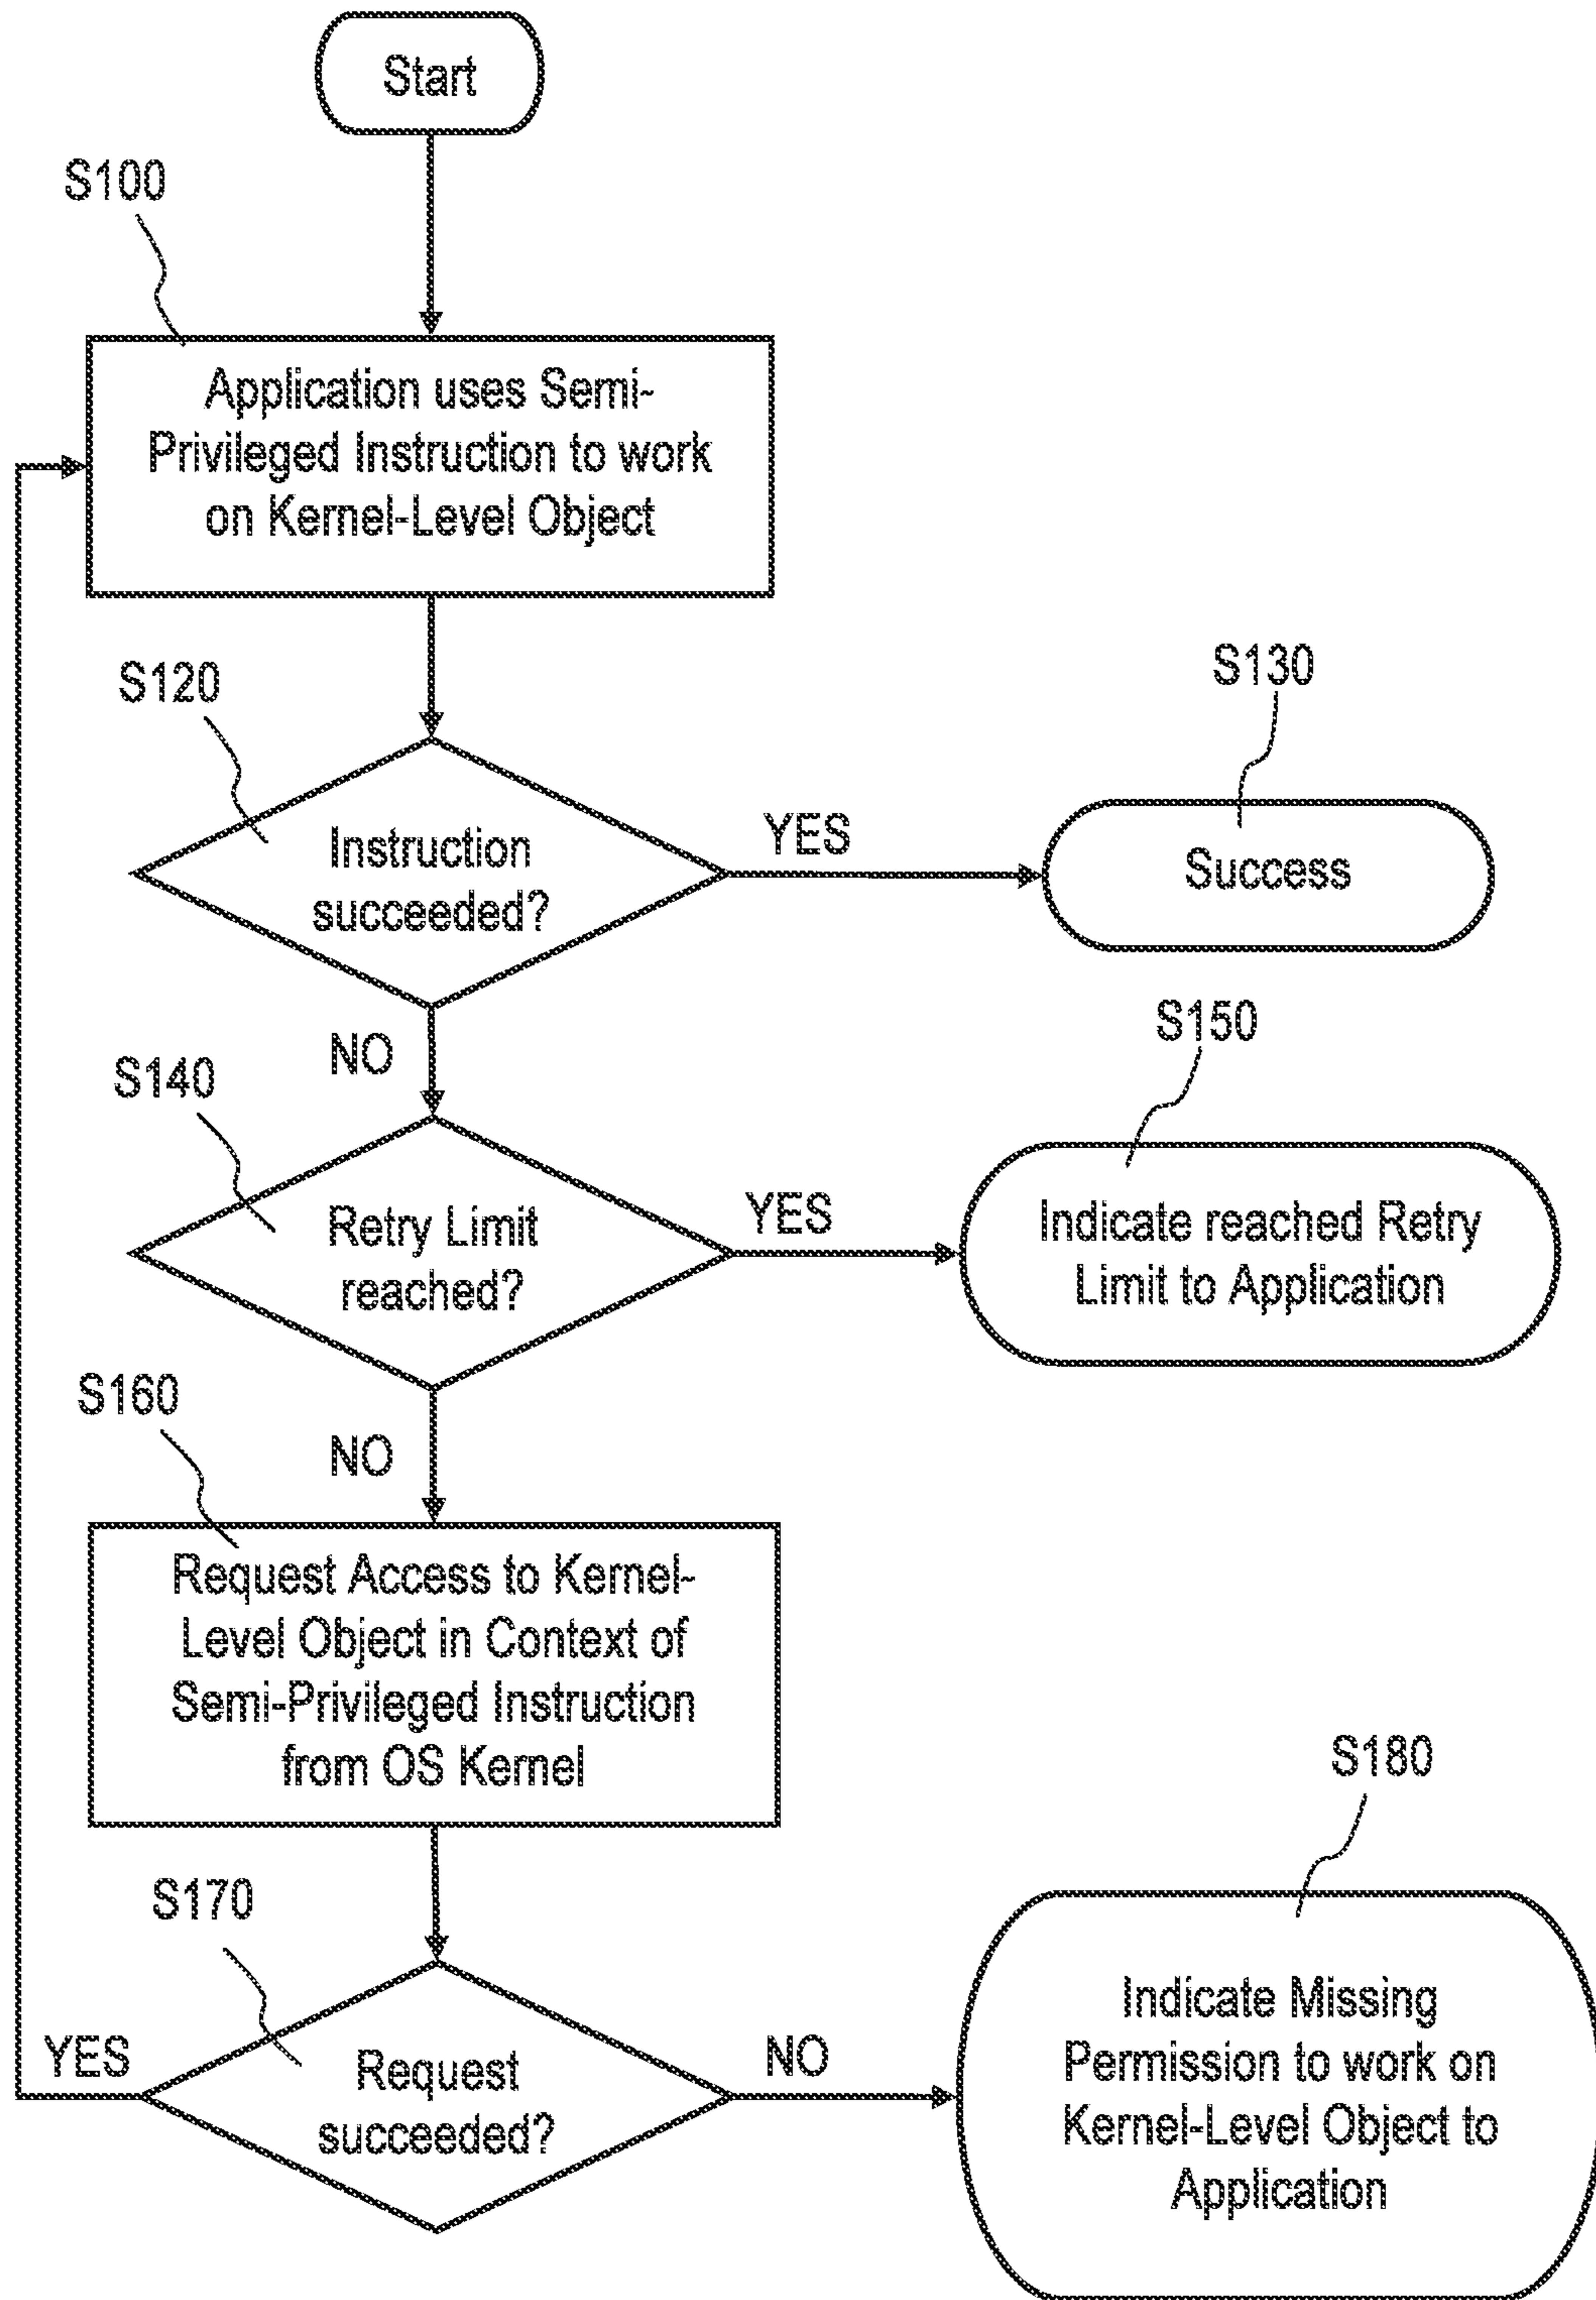 Start
S100
Application uses Semi-
Privileged Instruction to work
on Kernel-Level Object
S120
Instruction
succeeded?
YES
S130
Success
NO
S140
Retry Limit
reached?
YES
S150
Indicate reached Retry
Limit to Application
NO
S160
Request Access to Kernel-
Level Object in Context of
Semi-Privileged Instruction
from OS Kernel
S170
Request
succeeded?
YES
NO
S180
Indicate Missing
Permission to work on
Kernel-Level Object to
Application